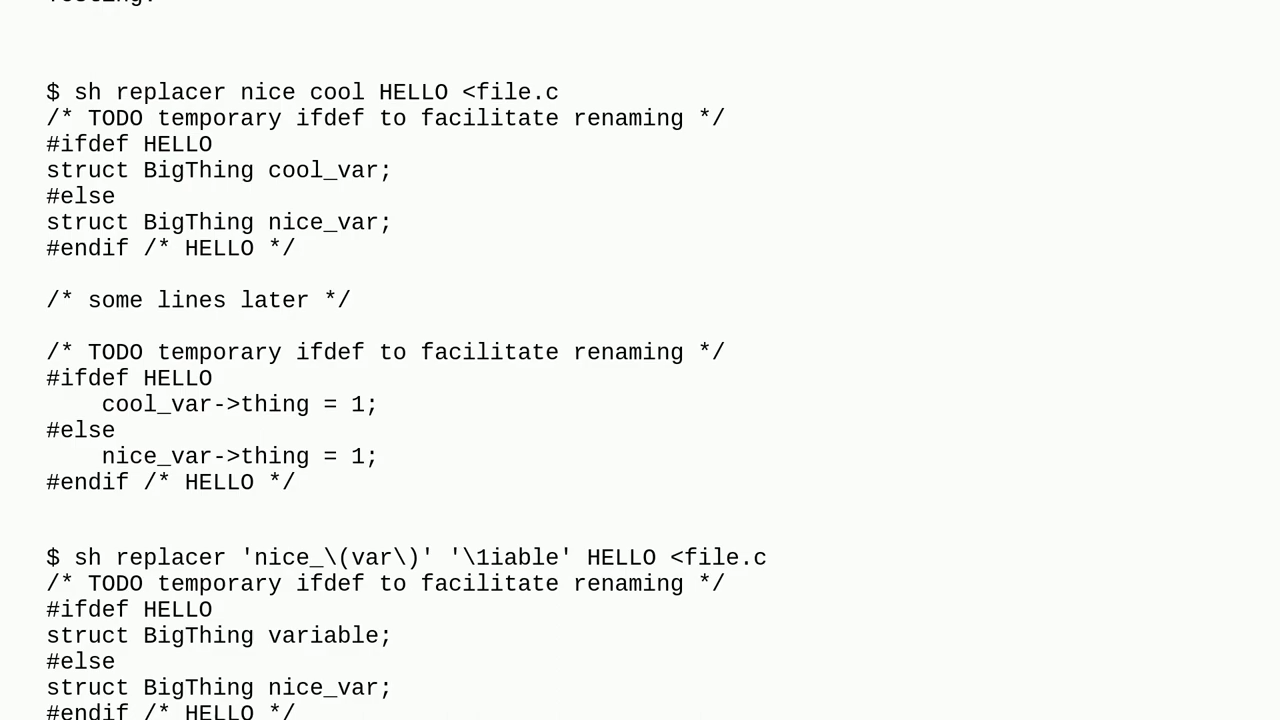 Testing:
$ sh replacer nice cool HELLO <file.c
/* TODO temporary ifdef to facilitate renaming */
#ifdef HELLO
struct BigThing cool_var;
#else
struct BigThing nice_var;
#endif /* HELLO */
/* some lines later */
/* TODO temporary ifdef to facilitate renaming */
#ifdef HELLO
    cool_var->thing = 1;
#else
    nice_var->thing = 1;
#endif /* HELLO */
$ sh replacer 'nice_\(var\)' '\1iable' HELLO <file.c
/* TODO temporary ifdef to facilitate renaming */
#ifdef HELLO
struct BigThing variable;
#else
struct BigThing nice_var;
#endif /* HELLO */